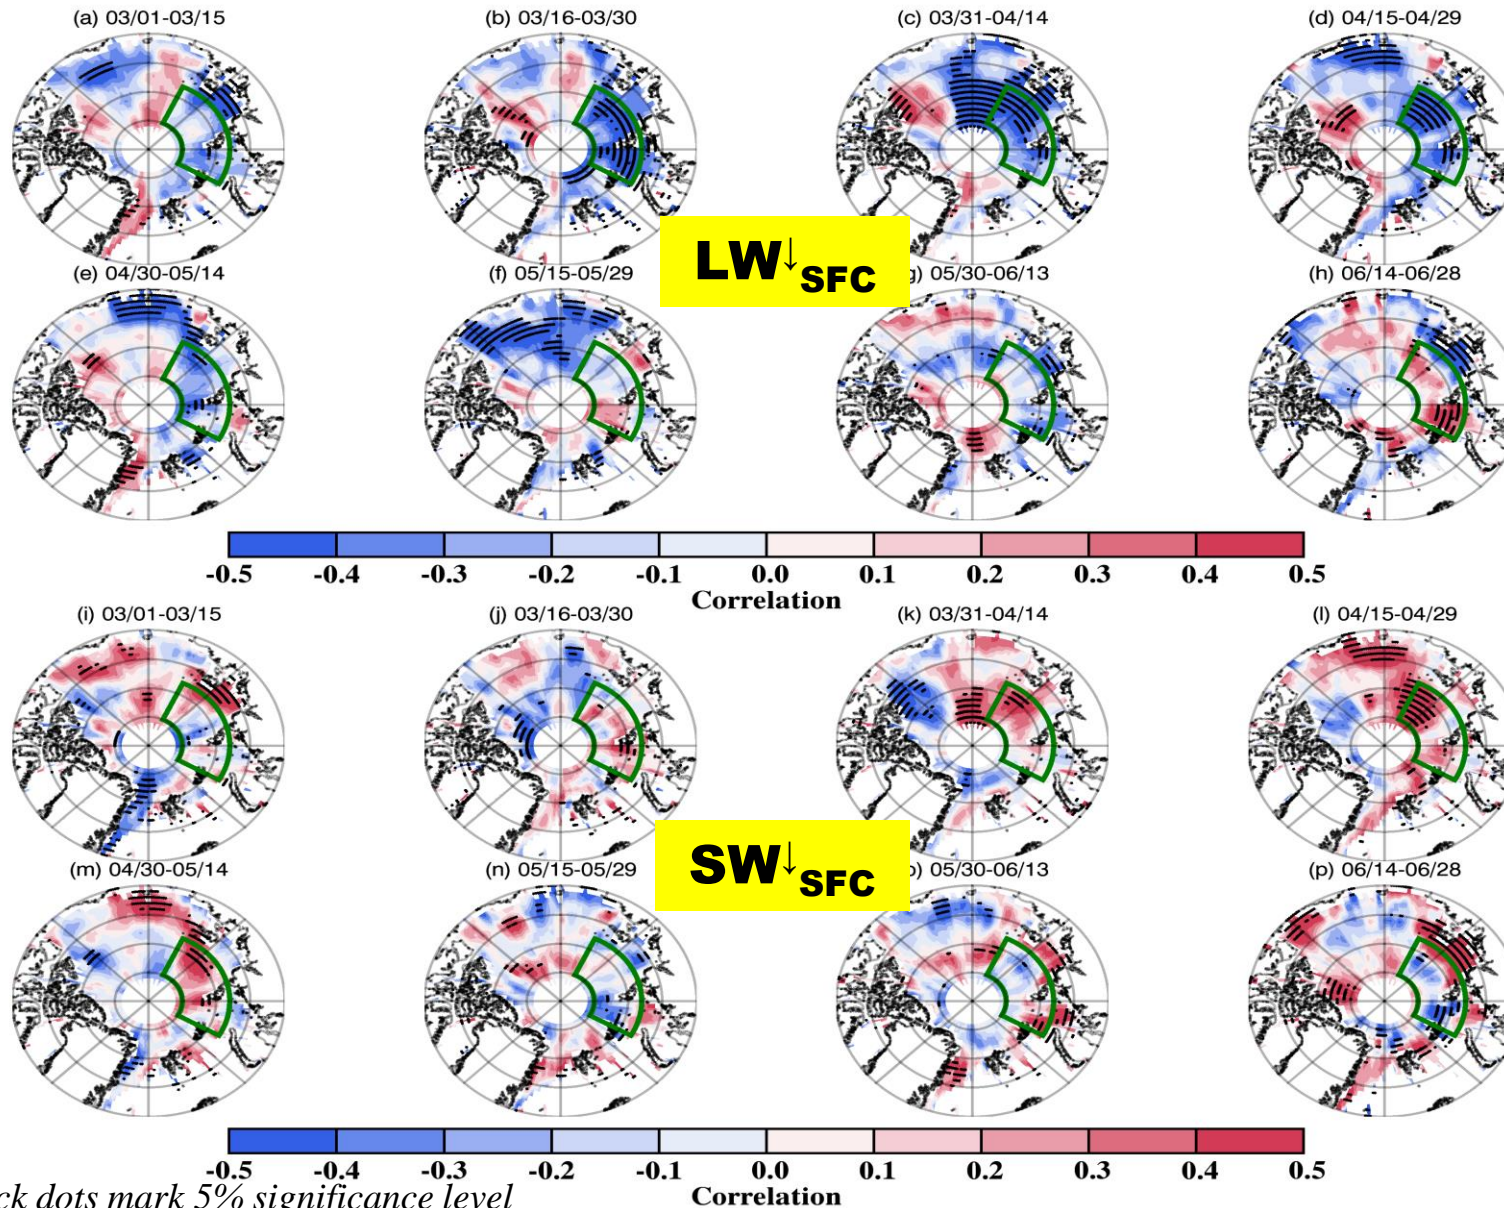 (a) 03/01-03/15
(b) 03/16-03/30
(c) 03/31-04/14
(d) 04/15-04/29
LW↓SFC
(e) 04/30-05/14
(f) 05/15-05/29
g) 05/30-06/13
(h) 06/14-06/28
-0.5 -0.4 -0.3 -0.2 -0.1 0.0 0.1 0.2 0.3 0.4 0.5
Correlation
(i) 03/01-03/15
(j) 03/16-03/30
(k) 03/31-04/14
(l) 04/15-04/29
SW↓SFC
(m) 04/30-05/14
(n) 05/15-05/29
) 05/30-06/13
(p) 06/14-06/28
-0.5 -0.4 -0.3 -0.2 -0.1 0.0 0.1 0.2 0.3 0.4 0.5
Correlation
ck dots mark 5% significance level